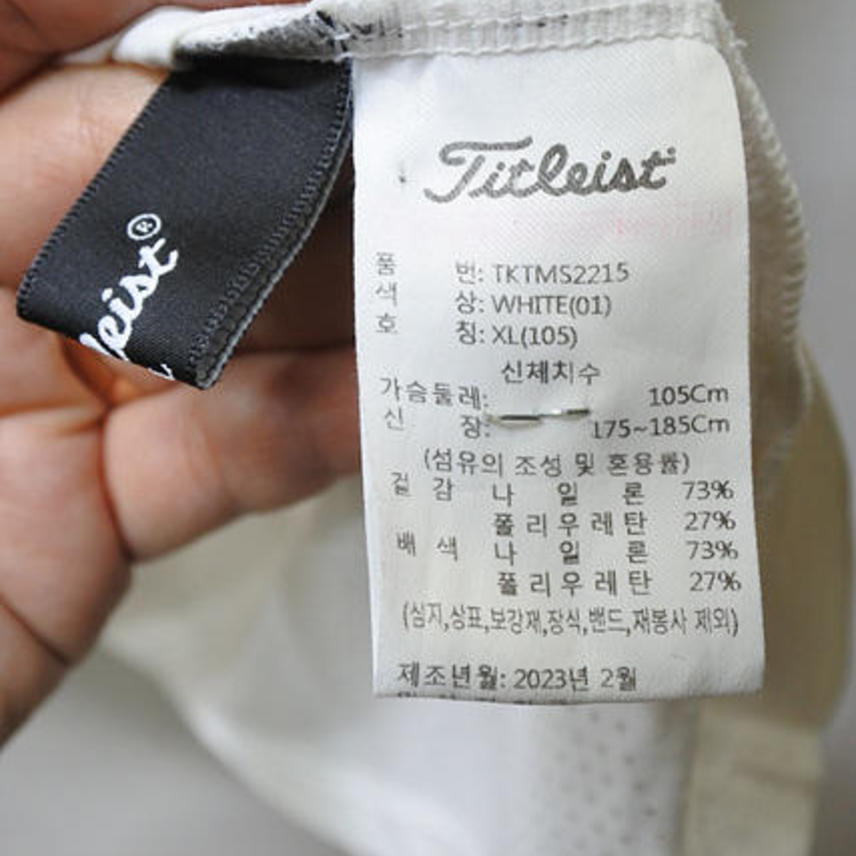 Titleist
품 번: TKTMS2215
색 상: WHITE(01)
호 칭: XL(105)
신체치수
가슴둘레: 105Cm
신 장: 175~185Cm
(섬유의 조성 및 혼용률)
겉 감 나 일 론 73%
폴 리 우 레 탄 27%
배 색 나 일 론 73%
폴 리 우 레 탄 27%
(심지,상표,보강재,장식,밴드,재봉사 제외)
제조년월: 2023년 2월
leist®